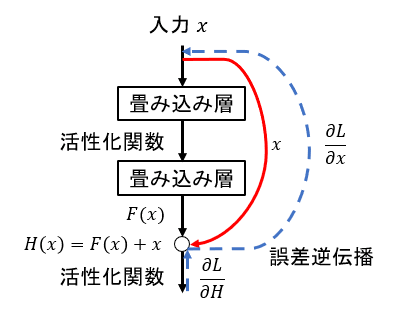 入力 x
畳み込み層
活性化関数
x
∂L
∂x
畳み込み層
F(x)
H(x) = F(x) + x
誤差逆伝播
活性化関数
∂L
∂H